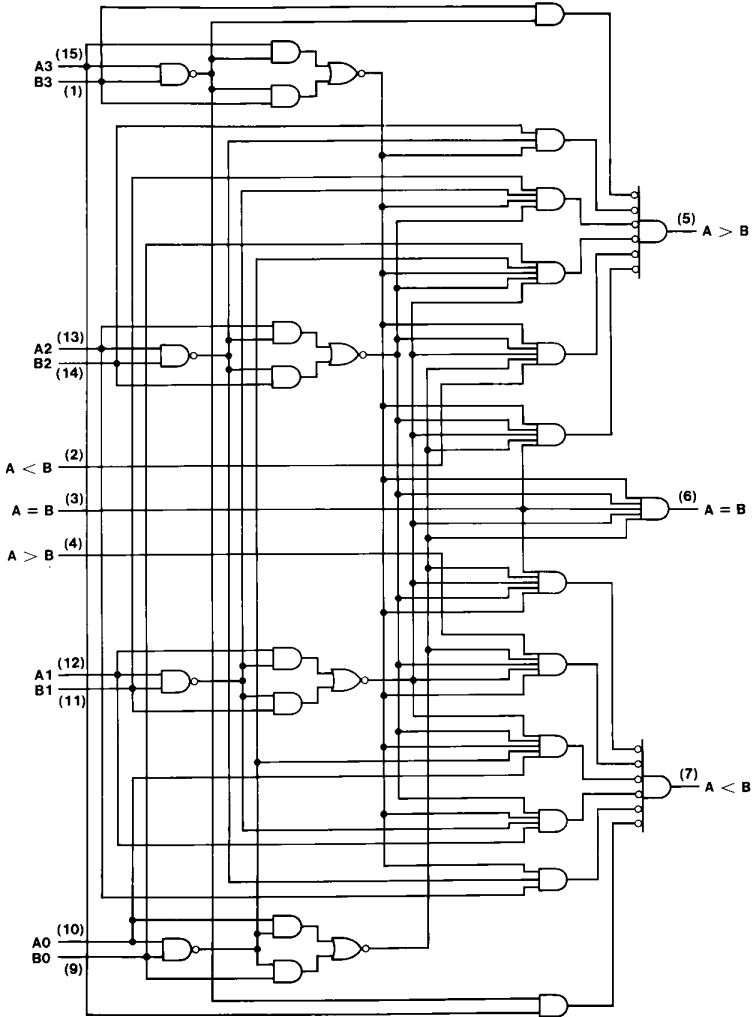 (15)
A3
B3
(1)
(5)
A > B
(13)
A2
B2
(14)
(2)
A < B
(3)
A = B
(6)
A = B
(4)
A > B
(12)
A1
B1
(11)
(7)
A < B
(10)
A0
B0
(9)